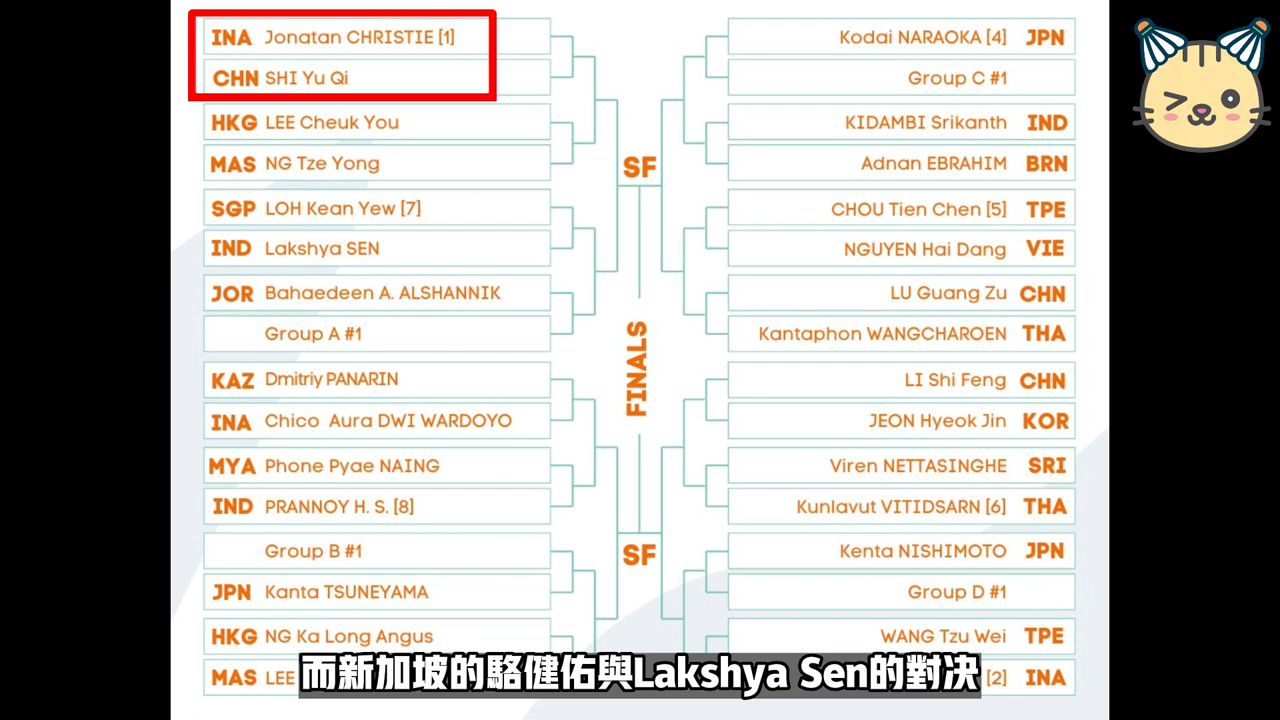 INA Jonatan CHRISTIE [1]
CHN SHI Yu Qi
HKG LEE Cheuk You
MAS NG Tze Yong
SGP LOH Kean Yew [7]
IND Lakshya SEN
JOR Bahaedeen A. ALSHANNIK
Group A #1
KAZ Dmitriy PANARIN
INA Chico Aura DWI WARDOYO
MYA Phone Pyae NAING
IND PRANNOY H. S. [8]
Group B #1
JPN Kanta TSUNEYAMA
HKG NG Ka Long Angus
MAS LEE
SF
FINALS
SF
Kodai NARAOKA [4] JPN
Group C #1
KIDAMBI Srikanth IND
Adnan EBRAHIM BRN
CHOU Tien Chen [5] TPE
NGUYEN Hai Dang VIE
LU Guang Zu CHN
Kantaphon WANGCHAROEN THA
LI Shi Feng CHN
JEON Hyeok Jin KOR
Viren NETTASINGHE SRI
Kunlavut VITIDSARN [6] THA
Kenta NISHIMOTO JPN
Group D #1
WANG Tzu Wei TPE
[2] INA
而新加坡的駱健佑與Lakshya Sen的對決